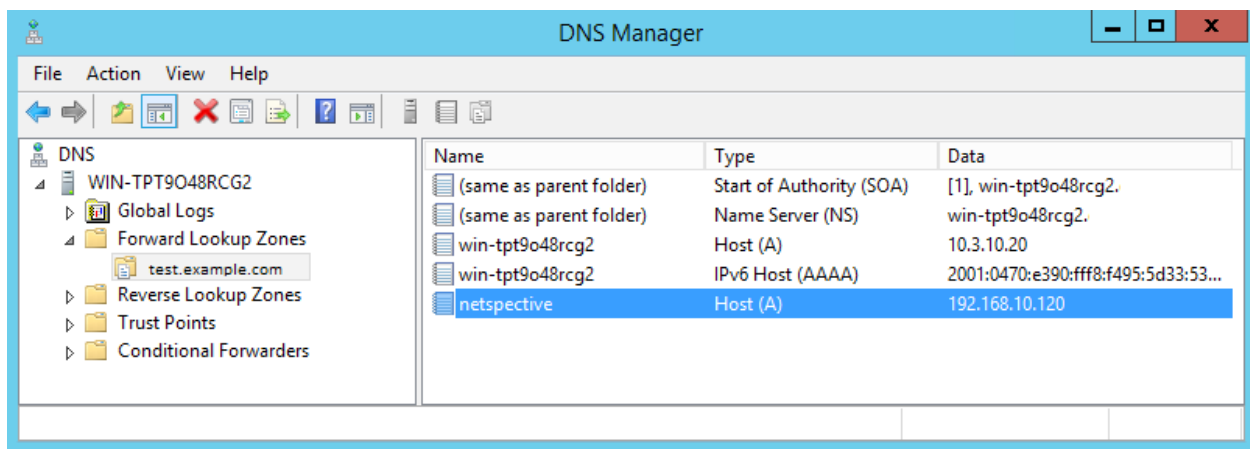 DNS Manager
File Action View Help
DNS
WIN-TPT9O48RCG2
Global Logs
Forward Lookup Zones
test.example.com
Reverse Lookup Zones
Trust Points
Conditional Forwarders
Name Type Data
(same as parent folder) Start of Authority (SOA) [1], win-tpt9o48rcg2.
(same as parent folder) Name Server (NS) win-tpt9o48rcg2.
win-tpt9o48rcg2 Host (A) 10.3.10.20
win-tpt9o48rcg2 IPv6 Host (AAAA) 2001:0470:e390:fff8:f495:5d33:53...
netspective Host (A) 192.168.10.120